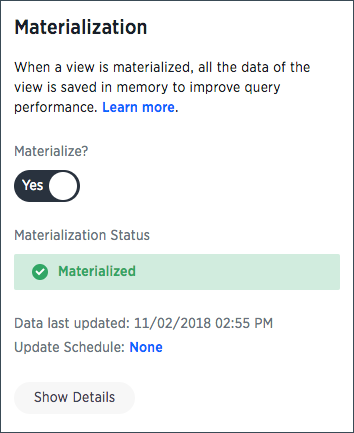 Materialization
When a view is materialized, all the data of the
view is saved in memory to improve query
performance. Learn more.
Materialize?
Yes
Materialization Status
Materialized
Data last updated: 11/02/2018 02:55 PM
Update Schedule: None
Show Details